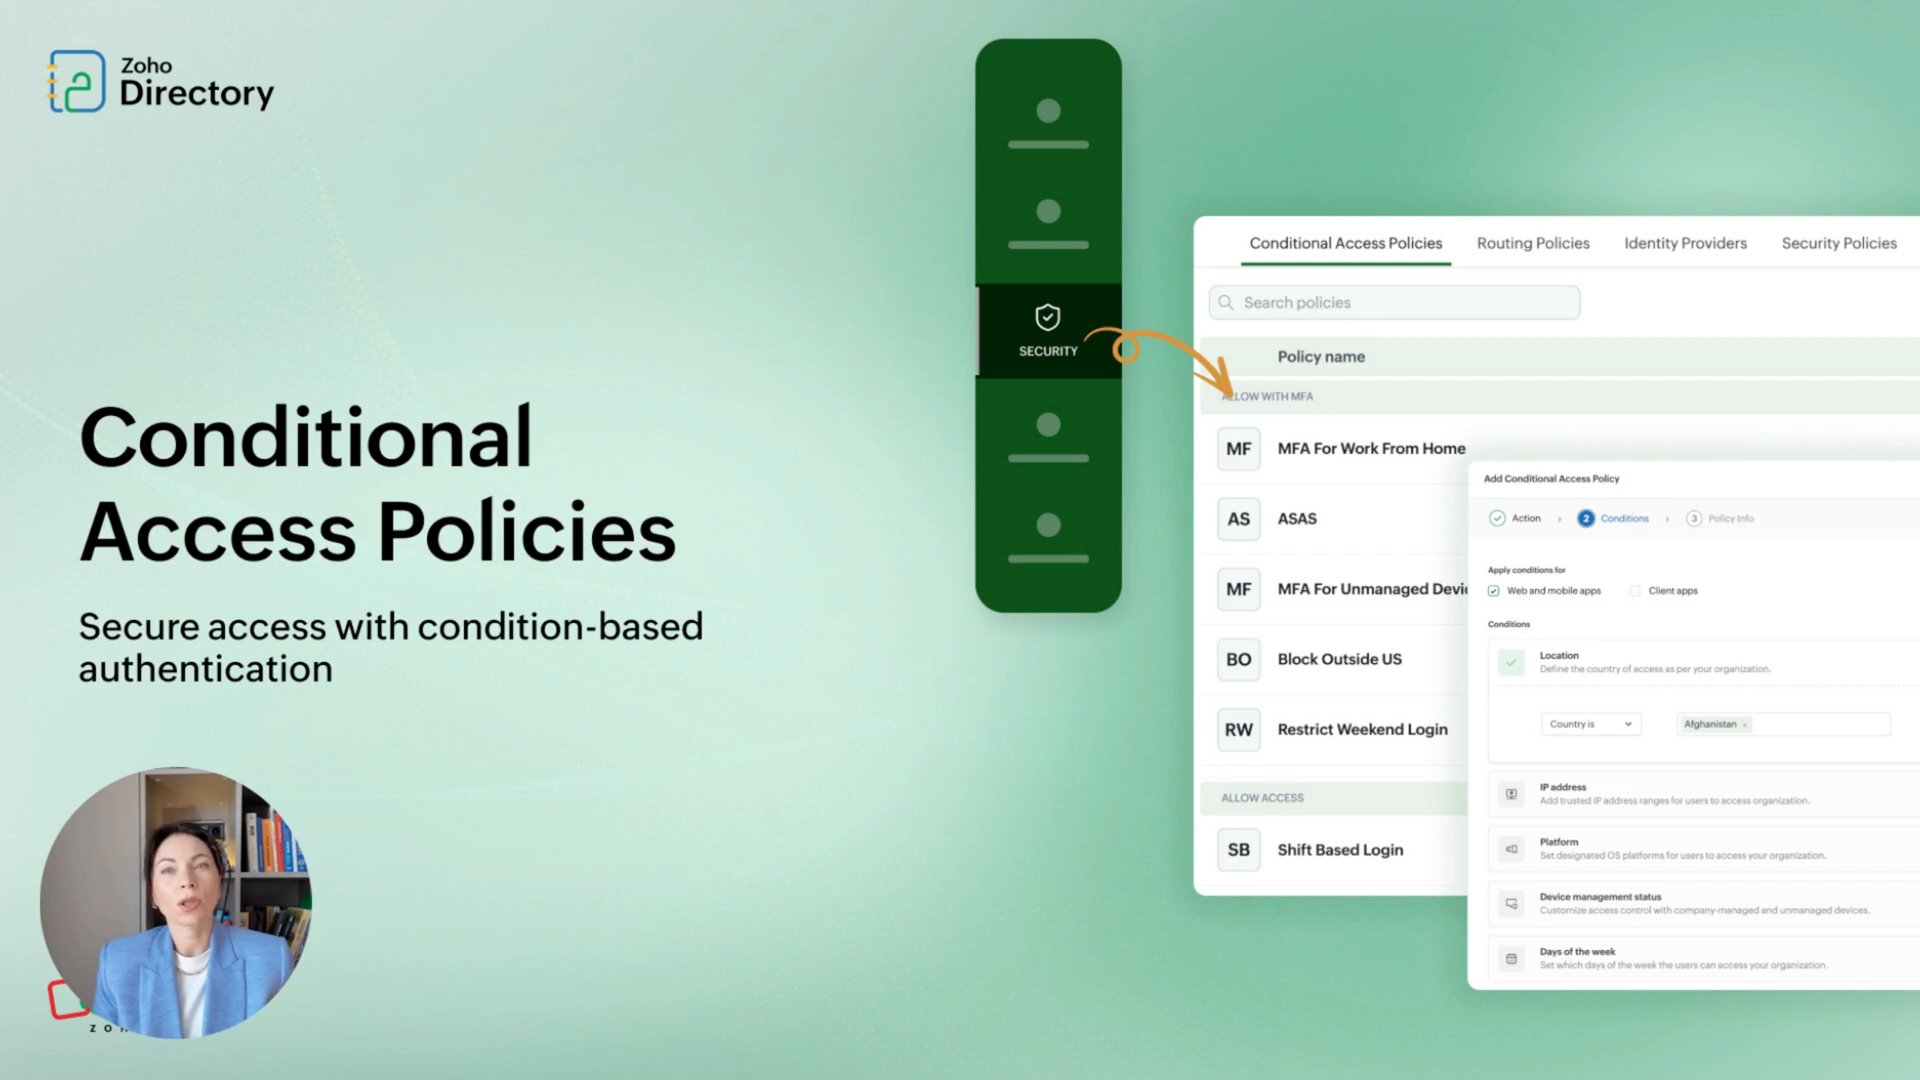 Zoho
Directory
Conditional
Access Policies
Secure access with condition-based
authentication
SECURITY
Conditional Access Policies
Routing Policies
Identity Providers
Security Policies
Search policies
Policy name
ALLOW WITH MFA
MF
MFA For Work From Home
AS
ASAS
MF
MFA For Unmanaged
BO
Block Outside US
RW
Restrict Weekend Login
ALLOW ACCESS
SB
Shift Based Login
Add Conditional Access Policy
Action
2
Conditions
3
Policy Info
Apply conditions for
Web and mobile apps
Client apps
Conditions
Location
Define the country of access as per your organization.
Country is
Afghanistan ×
IP address
Add trusted IP address ranges for users to access organization.
Platform
Set designated OS platforms for users to access your organization.
Device management status
Customize access control with company-managed and unmanaged devices.
Days of the week
Set which days of the week the users can access your organization.